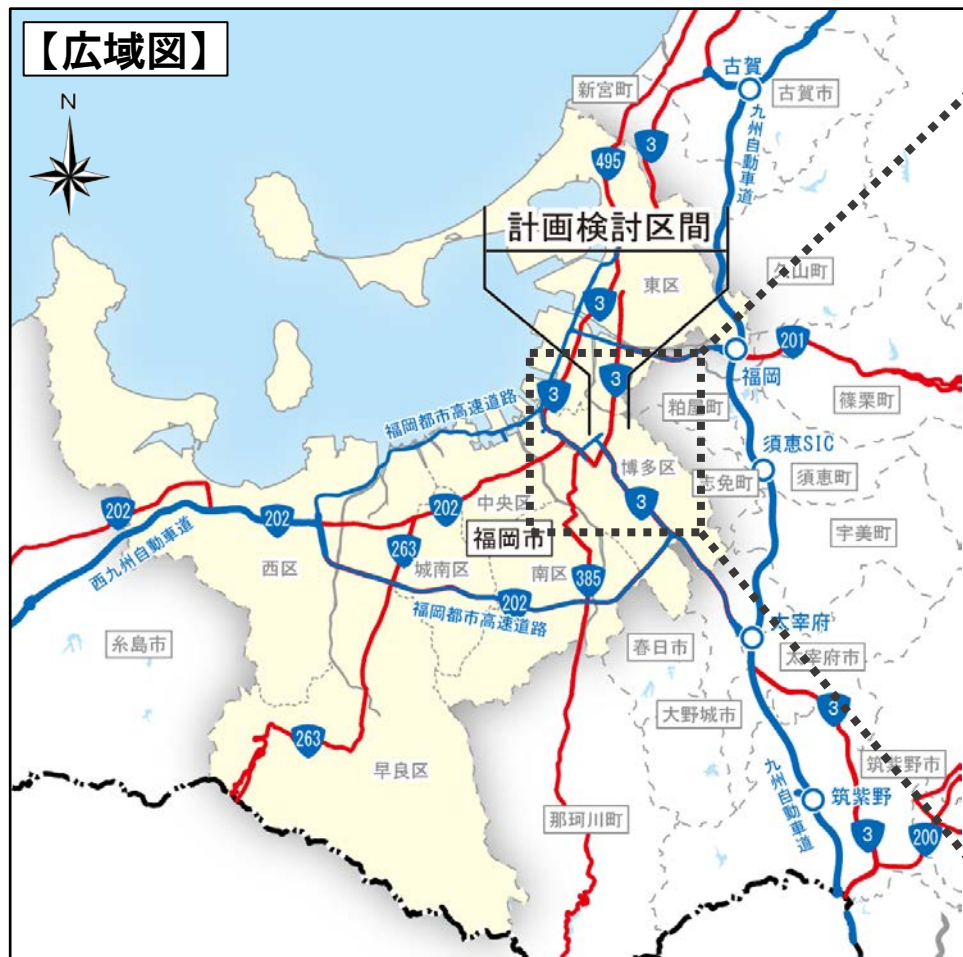 【広域図】
N
新宮町
古賀
古賀市
九州自動車道
3
495
計画検討区間
東区
久山町
3
201
福岡
3
3
粕屋町
篠栗町
福岡都市高速道路
須恵SIC
博多区
志免町
須恵町
202
202
202
中央区
3
宇美町
福岡市
西九州自動車道
263
西区
城南区
南区
385
202
福岡都市高速道路
太宰府
糸島市
春日市
太宰府市
大野城市
3
263
早良区
筑紫野市
九州自動車道
筑紫野
那珂川町
3
200